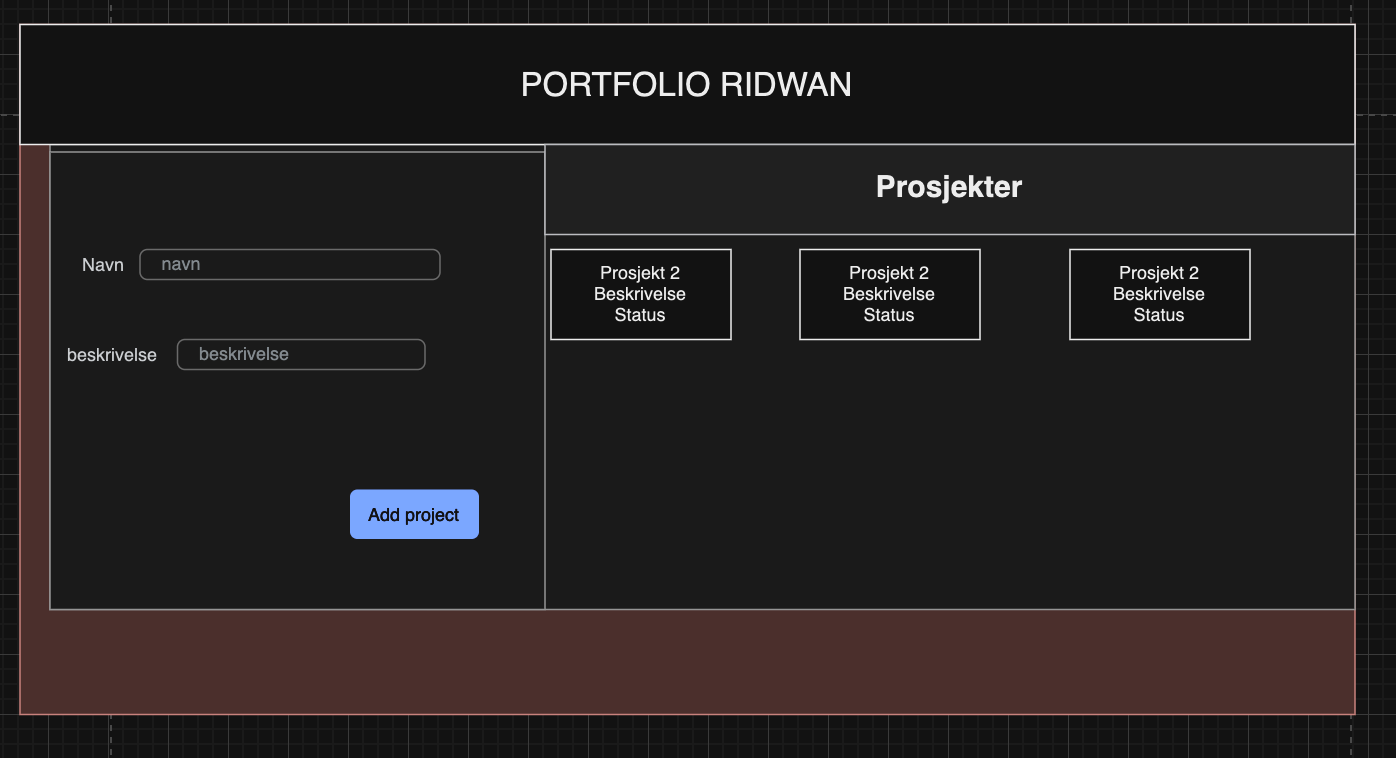 PORTFOLIO RIDWAN
Navn
navn
beskrivelse
beskrivelse
Add project
Prosjekter
Prosjekt 2
Beskrivelse
Status
Prosjekt 2
Beskrivelse
Status
Prosjekt 2
Beskrivelse
Status